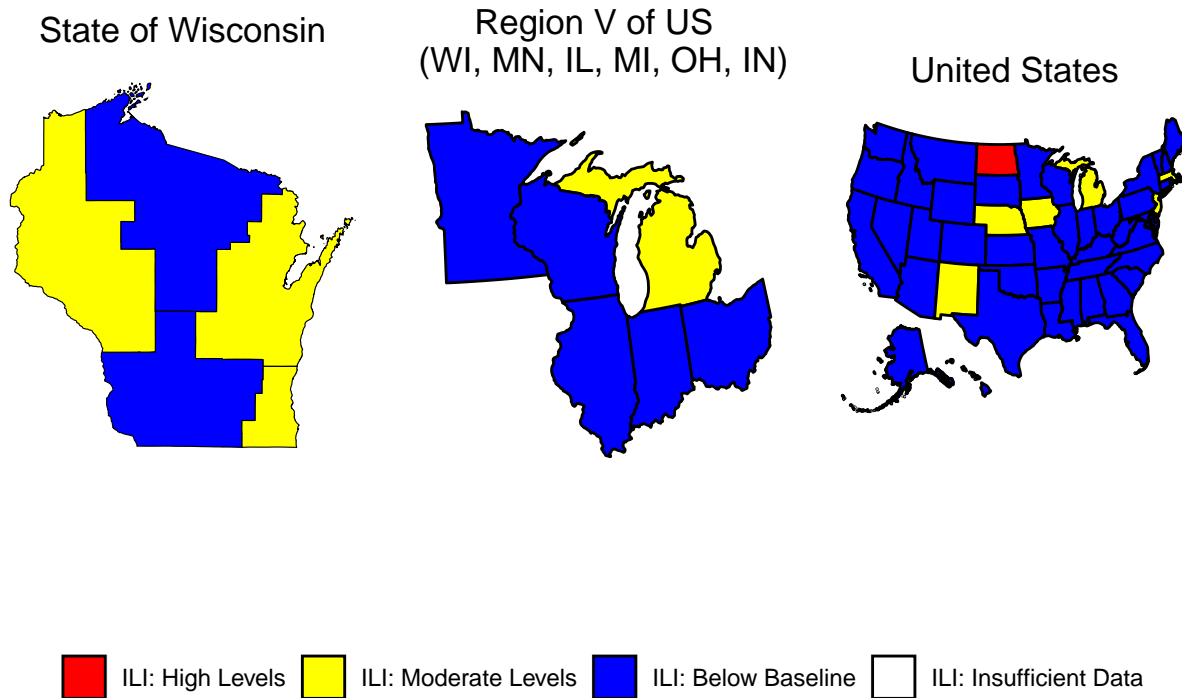 State of Wisconsin
Region V of US
(WI, MN, IL, MI, OH, IN)
United States
ILI: High Levels
ILI: Moderate Levels
ILI: Below Baseline
ILI: Insufficient Data